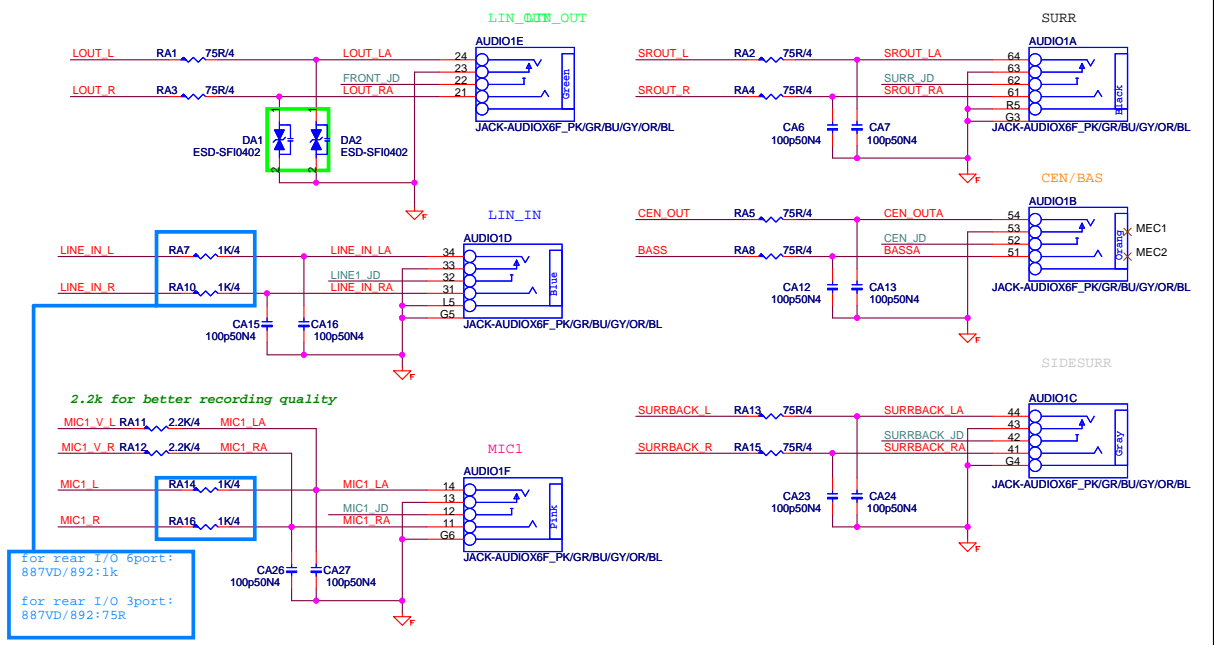 LIN_OUT LIN_OUT
AUDIO1E
LOUT_L RA1 75R/4 LOUT_LA 24
23
FRONT_JD 22
LOUT_R RA3 75R/4 LOUT_RA 21
Green
JACK-AUDIOX6F_PK/GR/BU/GY/OR/BL
1 1
DA1 DA2
ESD-SFI0402 ESD-SFI0402
2 2
F
LIN_IN
AUDIO1D
LINE_IN_L RA7 1K/4 LINE_IN_LA 34
33
LINE1_JD 32
LINE_IN_R RA10 1K/4 LINE_IN_RA 31
L5
G5
Blue
JACK-AUDIOX6F_PK/GR/BU/GY/OR/BL
CA15 CA16
100p50N4 100p50N4
F
2.2k for better recording quality
MIC1_V_L RA11 2.2K/4 MIC1_LA
MIC1_V_R RA12 2.2K/4 MIC1_RA
MIC1
AUDIO1F
MIC1_L RA14 1K/4 MIC1_LA 14
13
MIC1_JD 12
MIC1_R RA16 1K/4 MIC1_RA 11
G6
Pink
JACK-AUDIOX6F_PK/GR/BU/GY/OR/BL
CA26 CA27
100p50N4 100p50N4
F
for rear I/O 6port:
887VD/892:1k
for rear I/O 3port:
887VD/892:75R
SURR
AUDIO1A
SROUT_L RA2 75R/4 SROUT_LA 64
63
SURR_JD 62
SROUT_R RA4 75R/4 SROUT_RA 61
R5
G3
Black
JACK-AUDIOX6F_PK/GR/BU/GY/OR/BL
CA6 CA7
100p50N4 100p50N4
F
CEN/BAS
AUDIO1B
CEN_OUT RA5 75R/4 CEN_OUTA 54
53
CEN_JD 52
BASS RA8 75R/4 BASSA 51
Orang
MEC1
MEC2
JACK-AUDIOX6F_PK/GR/BU/GY/OR/BL
CA12 CA13
100p50N4 100p50N4
F
SIDESURR
AUDIO1C
SURRBACK_L RA13 75R/4 SURRBACK_LA 44
43
SURRBACK_JD 42
SURRBACK_R RA15 75R/4 SURRBACK_RA 41
G4
Gray
JACK-AUDIOX6F_PK/GR/BU/GY/OR/BL
CA23 CA24
100p50N4 100p50N4
F